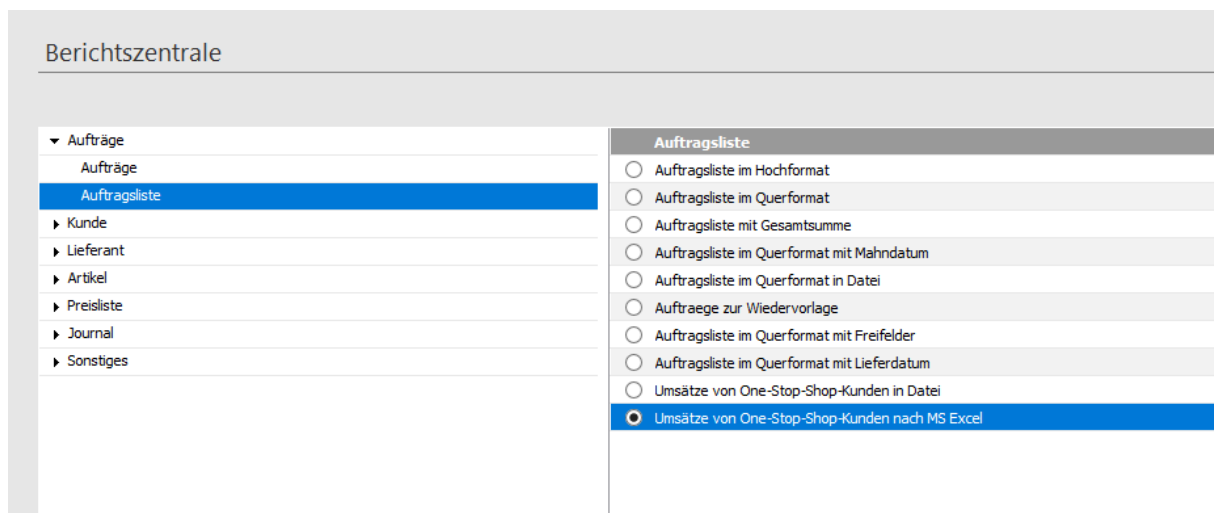 Berichtszentrale
Aufträge
Aufträge
Auftragsliste
Kunde
Lieferant
Artikel
Preisliste
Journal
Sonstiges
Auftragsliste
Auftragsliste im Hochformat
Auftragsliste im Querformat
Auftragsliste mit Gesamtsumme
Auftragsliste im Querformat mit Mahndatum
Auftragsliste im Querformat in Datei
Auftraege zur Wiedervorlage
Auftragsliste im Querformat mit Freifelder
Auftragsliste im Querformat mit Lieferdatum
Umsätze von One-Stop-Shop-Kunden in Datei
Umsätze von One-Stop-Shop-Kunden nach MS Excel